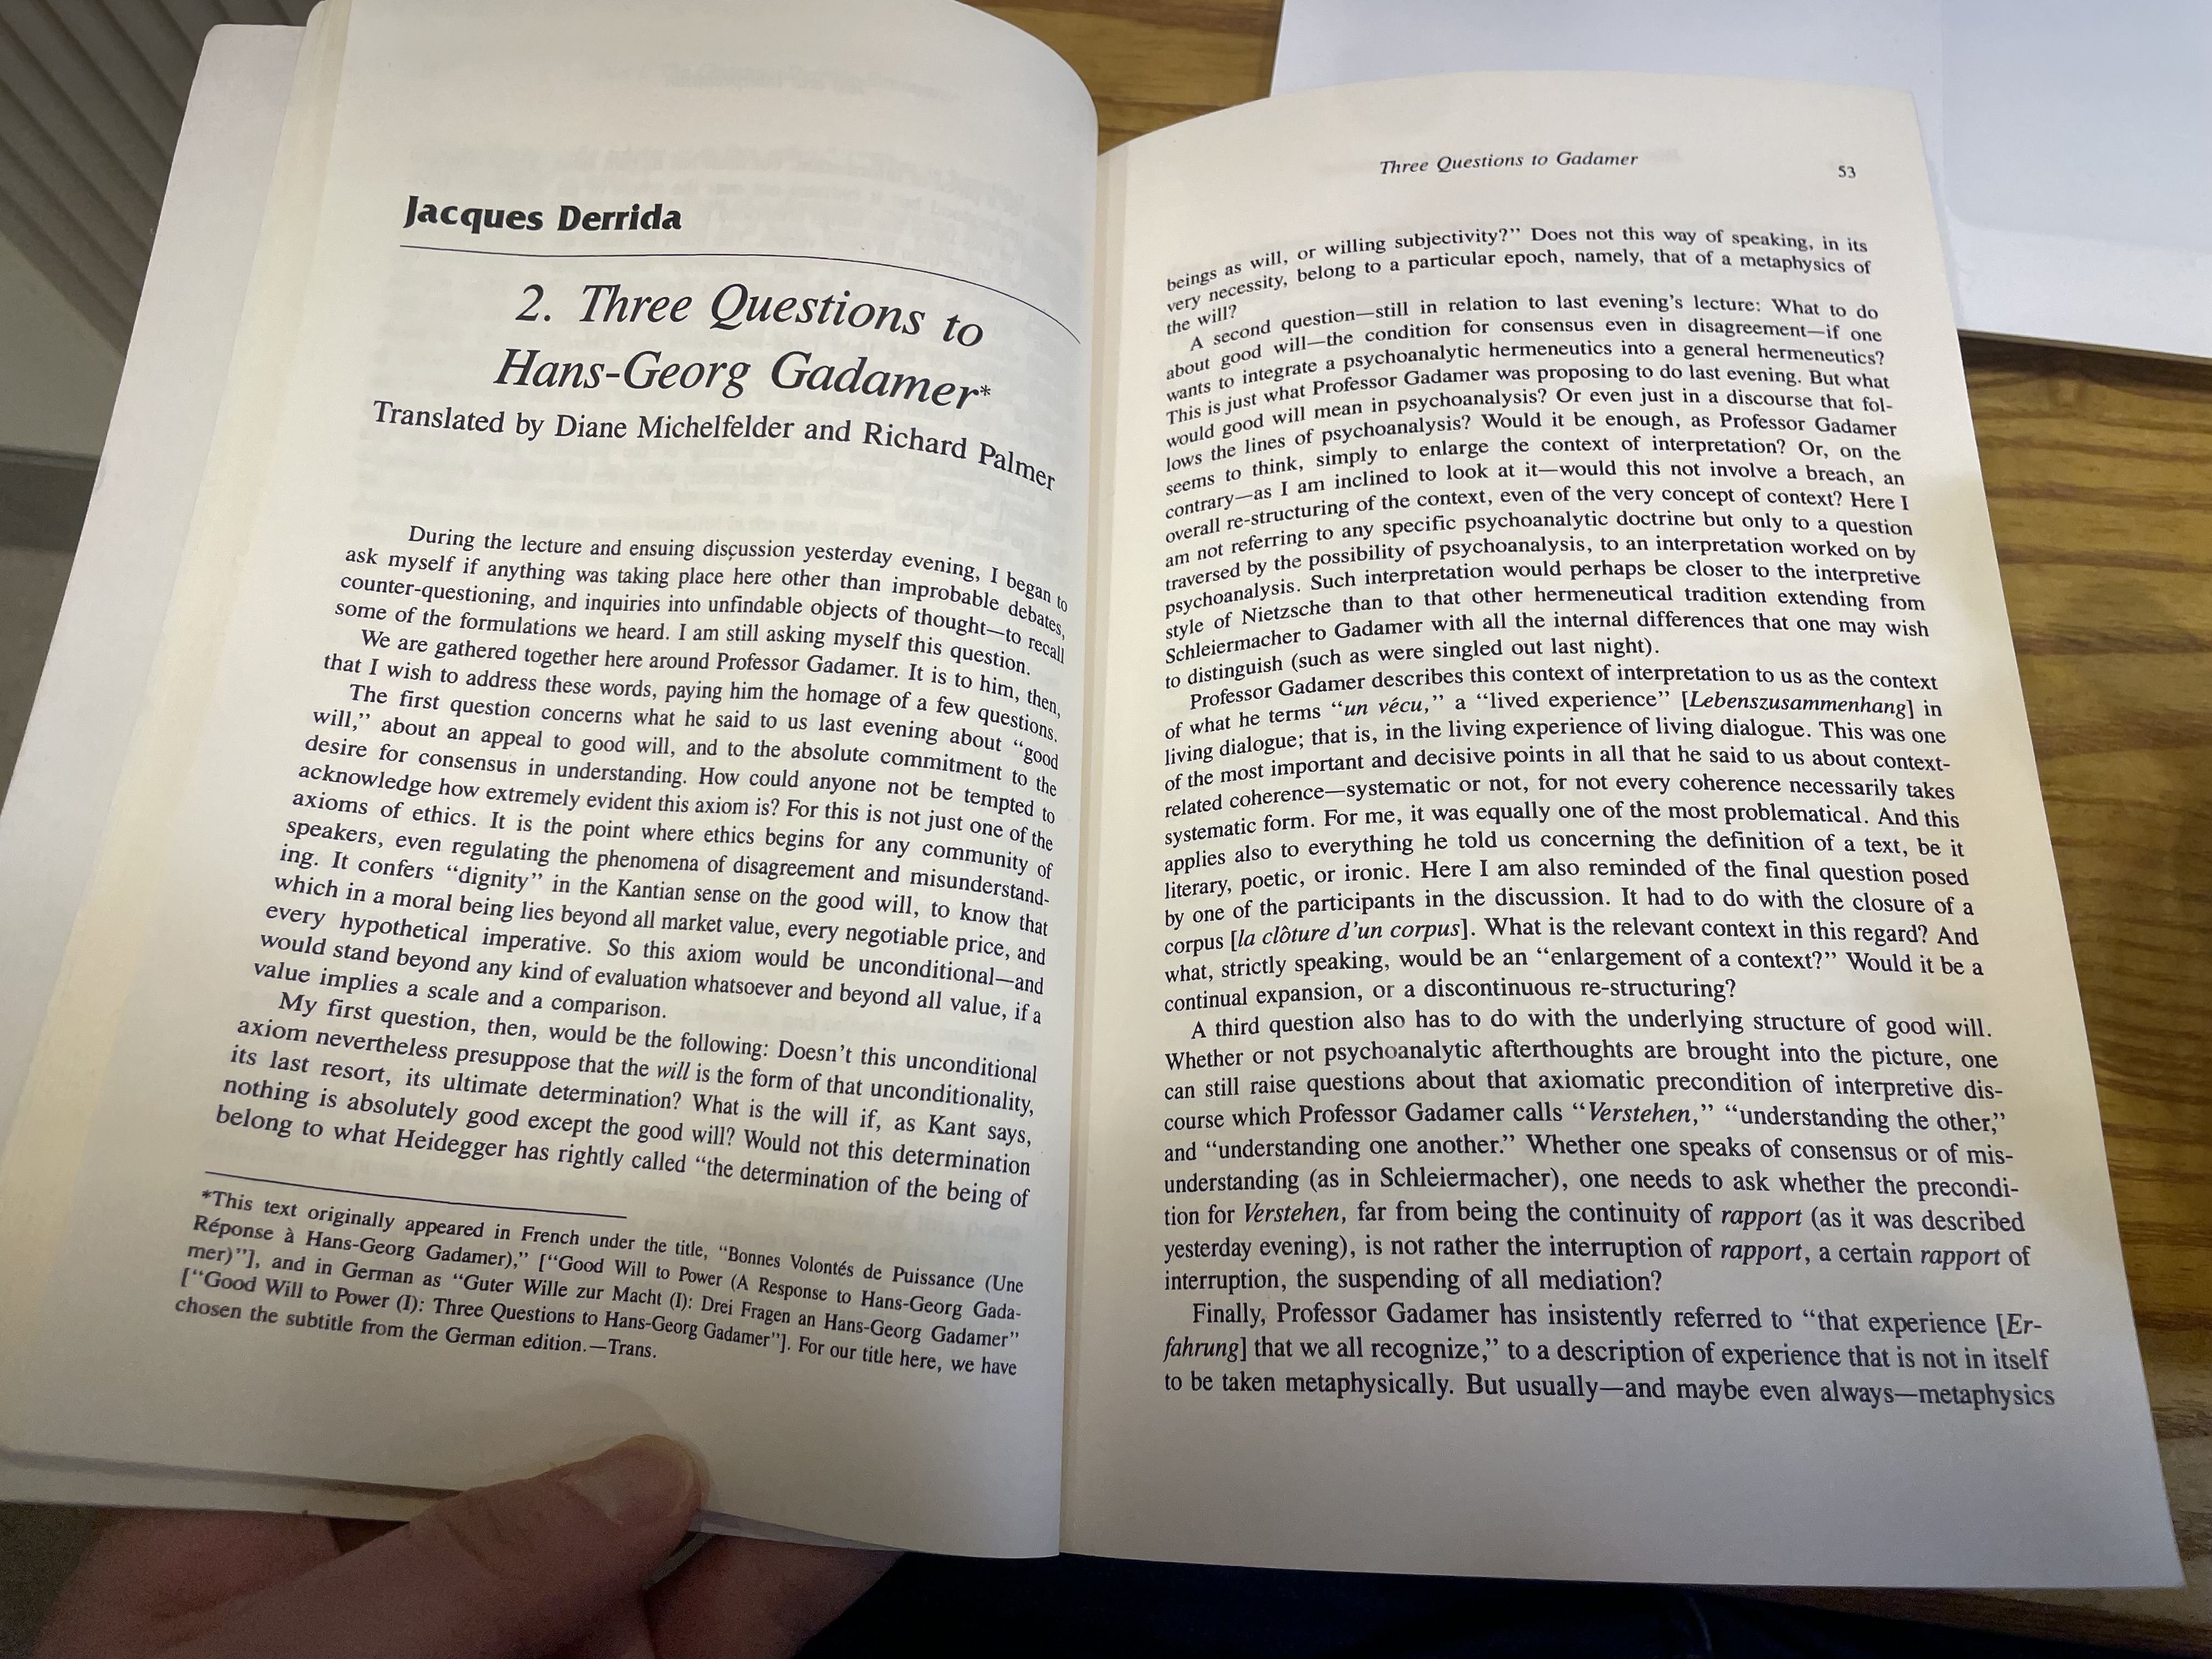 Jacques Derrida
2. Three Questions to
Hans-Georg Gadamer*
Translated by Diane Michelfelder and Richard Palmer
During the lecture and ensuing discussion yesterday evening, I began to
ask myself if anything was taking place here other than improbable debates,
counter-questioning, and inquiries into unfindable objects of thought—to recall
some of the formulations we heard. I am still asking myself this question.
We are gathered together here around Professor Gadamer. It is to him, then,
that I wish to address these words, paying him the homage of a few questions.
The first question concerns what he said to us last evening about “good
will,” about an appeal to good will, and to the absolute commitment to the
desire for consensus in understanding. How could anyone not be tempted to
acknowledge how extremely evident this axiom is? For this is not just one of the
axioms of ethics. It is the point where ethics begins for any community of
speakers, even regulating the phenomena of disagreement and misunderstand-
ing. It confers “dignity” in the Kantian sense on the good will, to know that
which in a moral being lies beyond all market value, every negotiable price, and
every hypothetical imperative. So this axiom would be unconditional—and
would stand beyond any kind of evaluation whatsoever and beyond all value, if a
value implies a scale and a comparison.
My first question, then, would be the following: Doesn’t this unconditional
axiom nevertheless presuppose that the will is the form of that unconditionality,
its last resort, its ultimate determination? What is the will if, as Kant says,
nothing is absolutely good except the good will? Would not this determination
belong to what Heidegger has rightly called “the determination of the being of
*This text originally appeared in French under the title, “Bonnes Volontés de Puissance (Une
Réponse à Hans-Georg Gadamer),” [“Good Will to Power (A Response to Hans-Georg Gada-
mer)”], and in German as “Guter Wille zur Macht (I): Drei Fragen an Hans-Georg Gadamer”
[“Good Will to Power (I): Three Questions to Hans-Georg Gadamer”]. For our title here, we have
chosen the subtitle from the German edition.—Trans.
Three Questions to Gadamer
53
beings as will, or willing subjectivity?” Does not this way of speaking, in its
very necessity, belong to a particular epoch, namely, that of a metaphysics of
the will?
A second question—still in relation to last evening’s lecture: What to do
about good will—the condition for consensus even in disagreement—if one
wants to integrate a psychoanalytic hermeneutics into a general hermeneutics?
This is just what Professor Gadamer was proposing to do last evening. But what
would good will mean in psychoanalysis? Or even just in a discourse that fol-
lows the lines of psychoanalysis? Would it be enough, as Professor Gadamer
seems to think, simply to enlarge the context of interpretation? Or, on the
contrary—as I am inclined to look at it—would this not involve a breach, an
overall re-structuring of the context, even of the very concept of context? Here I
am not referring to any specific psychoanalytic doctrine but only to a question
traversed by the possibility of psychoanalysis, to an interpretation worked on by
psychoanalysis. Such interpretation would perhaps be closer to the interpretive
style of Nietzsche than to that other hermeneutical tradition extending from
Schleiermacher to Gadamer with all the internal differences that one may wish
to distinguish (such as were singled out last night).
Professor Gadamer describes this context of interpretation to us as the context
of what he terms “un vécu,” a “lived experience” [Lebenszusammenhang] in
living dialogue; that is, in the living experience of living dialogue. This was one
of the most important and decisive points in all that he said to us about context-
related coherence—systematic or not, for not every coherence necessarily takes
systematic form. For me, it was equally one of the most problematical. And this
applies also to everything he told us concerning the definition of a text, be it
literary, poetic, or ironic. Here I am also reminded of the final question posed
by one of the participants in the discussion. It had to do with the closure of a
corpus [la clôture d’un corpus]. What is the relevant context in this regard? And
what, strictly speaking, would be an “enlargement of a context?” Would it be a
continual expansion, or a discontinuous re-structuring?
A third question also has to do with the underlying structure of good will.
Whether or not psychoanalytic afterthoughts are brought into the picture, one
can still raise questions about that axiomatic precondition of interpretive dis-
course which Professor Gadamer calls “Verstehen,” “understanding the other,”
and “understanding one another.” Whether one speaks of consensus or of mis-
understanding (as in Schleiermacher), one needs to ask whether the precondi-
tion for Verstehen, far from being the continuity of rapport (as it was described
yesterday evening), is not rather the interruption of rapport, a certain rapport of
interruption, the suspending of all mediation?
Finally, Professor Gadamer has insistently referred to “that experience [Er-
fahrung] that we all recognize,” to a description of experience that is not in itself
to be taken metaphysically. But usually—and maybe even always—metaphysics